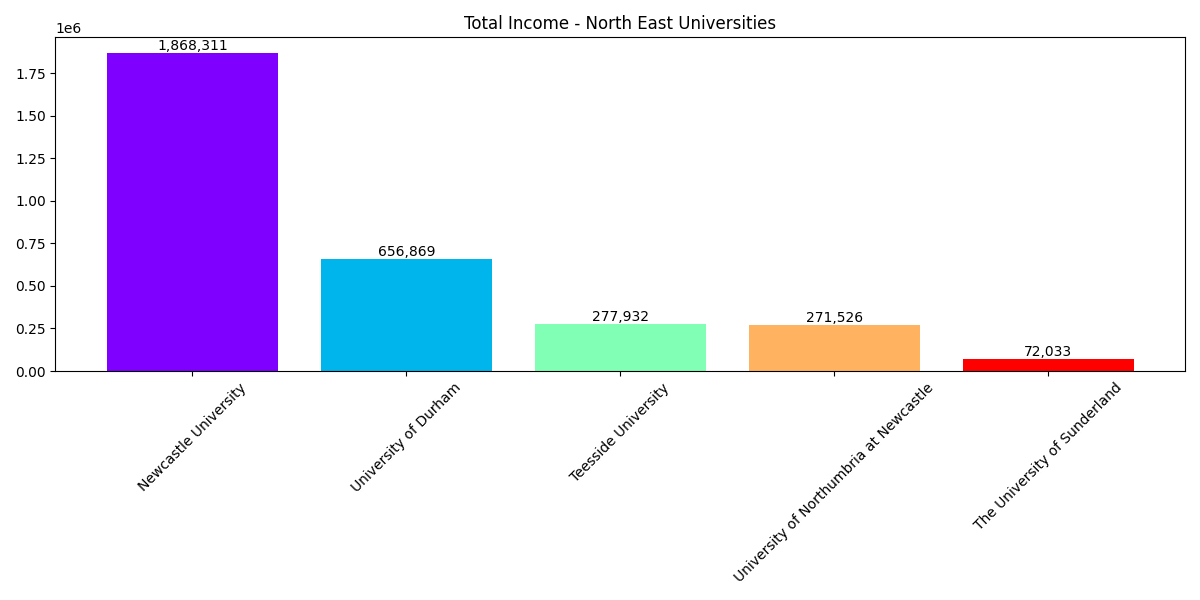 Total Income - North East Universities
1e6
1.75
1.50
1.25
1.00
0.75
0.50
0.25
0.00
1,868,311
656,869
277,932
271,526
72,033
Newcastle University
University of Durham
Teesside University
University of Northumbria at Newcastle
The University of Sunderland